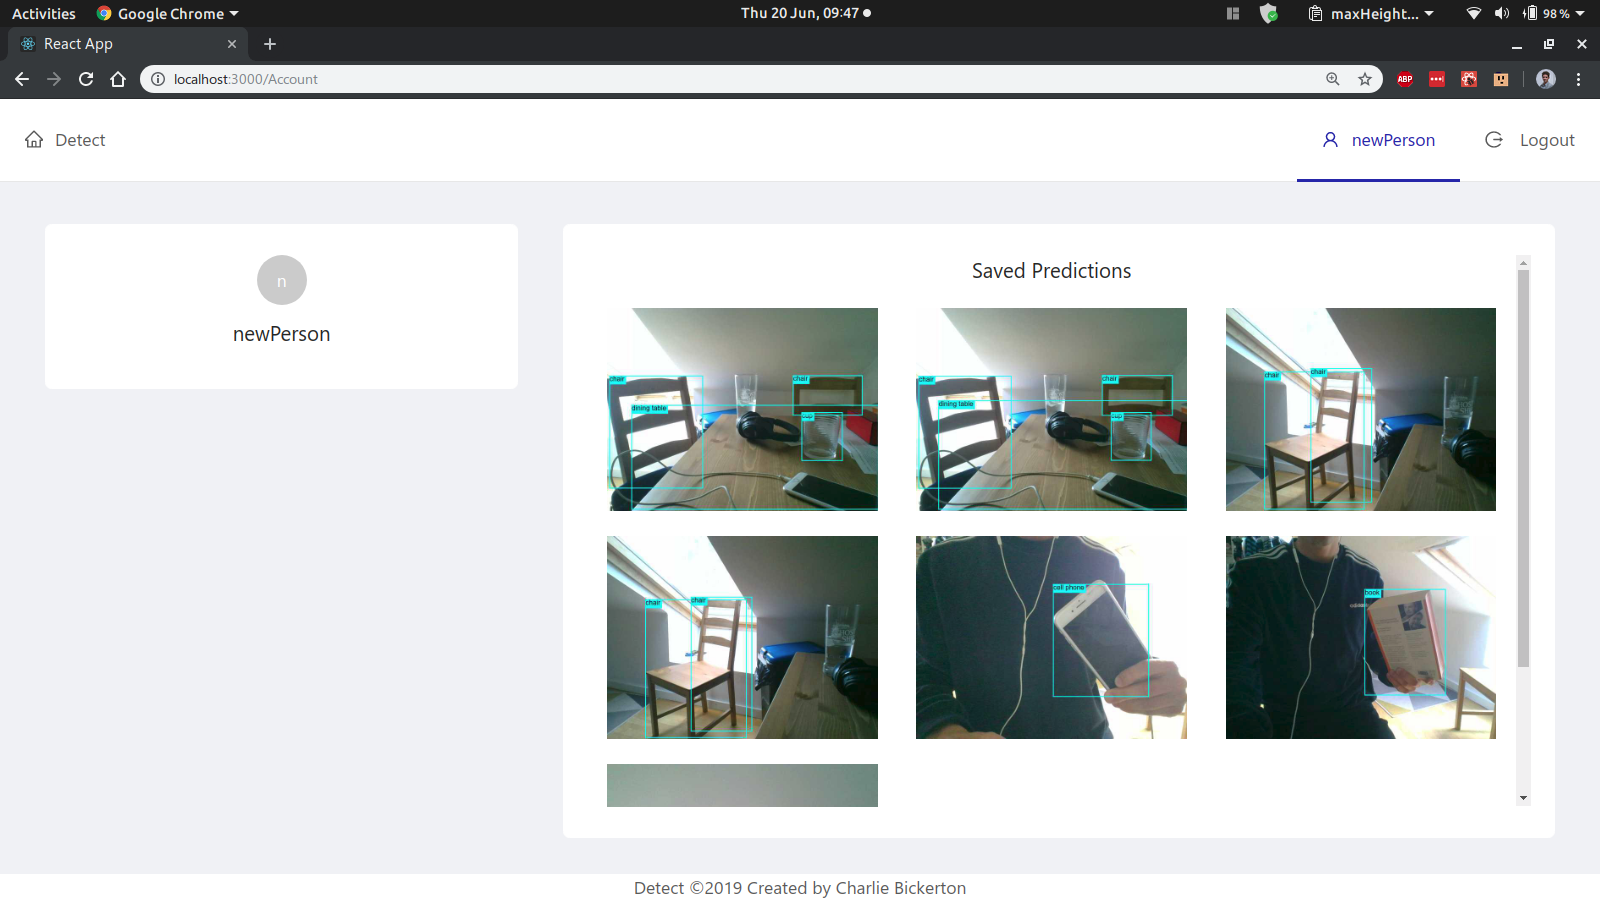 Activities Google Chrome Thu 20 Jun, 09:47 maxHeight... 98 %
React App
localhost:3000/Account ABP
Detect newPerson Logout
n
newPerson
Saved Predictions
chair chair
dining table
cup
chair chair
dining table
cup
chair chair
chair chair
cell phone
book
Detect ©2019 Created by Charlie Bickerton